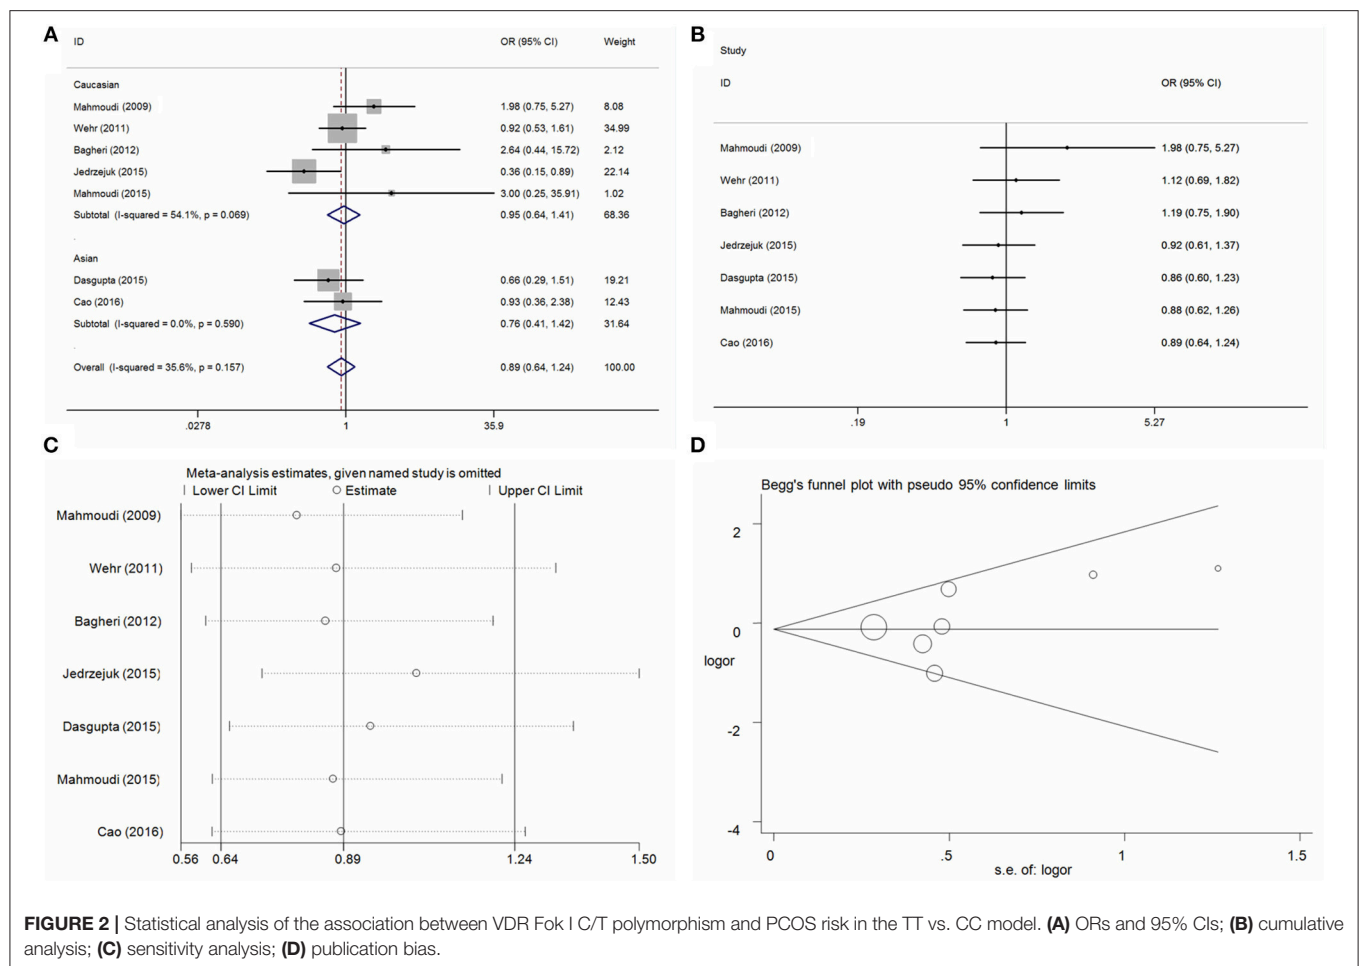 A
ID OR (95% CI) Weight
Caucasian
Mahmoudi (2009) 1.98 (0.75, 5.27) 8.08
Wehr (2011) 0.92 (0.53, 1.61) 34.99
Bagheri (2012) 2.64 (0.44, 15.72) 2.12
Jedrzejuk (2015) 0.36 (0.15, 0.89) 22.14
Mahmoudi (2015) 3.00 (0.25, 35.91) 1.02
Subtotal (I-squared = 54.1%, p = 0.069) 0.95 (0.64, 1.41) 68.36
.
Asian
Dasgupta (2015) 0.66 (0.29, 1.51) 19.21
Cao (2016) 0.93 (0.36, 2.38) 12.43
Subtotal (I-squared = 0.0%, p = 0.590) 0.76 (0.41, 1.42) 31.64
.
Overall (I-squared = 35.6%, p = 0.157) 0.89 (0.64, 1.24) 100.00
.0278 1 35.9
B
Study
ID OR (95% CI)
Mahmoudi (2009) 1.98 (0.75, 5.27)
Wehr (2011) 1.12 (0.69, 1.82)
Bagheri (2012) 1.19 (0.75, 1.90)
Jedrzejuk (2015) 0.92 (0.61, 1.37)
Dasgupta (2015) 0.86 (0.60, 1.23)
Mahmoudi (2015) 0.88 (0.62, 1.26)
Cao (2016) 0.89 (0.64, 1.24)
.19 1 5.27
C
Meta-analysis estimates, given named study is omitted
Lower CI Limit Estimate Upper CI Limit
Mahmoudi (2009)
Wehr (2011)
Bagheri (2012)
Jedrzejuk (2015)
Dasgupta (2015)
Mahmoudi (2015)
Cao (2016)
0.56 0.64 0.89 1.24 1.50
D
Begg's funnel plot with pseudo 95% confidence limits
2
0
logor
-2
-4
0 .5 1 1.5
s.e. of: logor
FIGURE 2 | Statistical analysis of the association between VDR Fok I C/T polymorphism and PCOS risk in the TT vs. CC model. (A) ORs and 95% CIs; (B) cumulative
analysis; (C) sensitivity analysis; (D) publication bias.